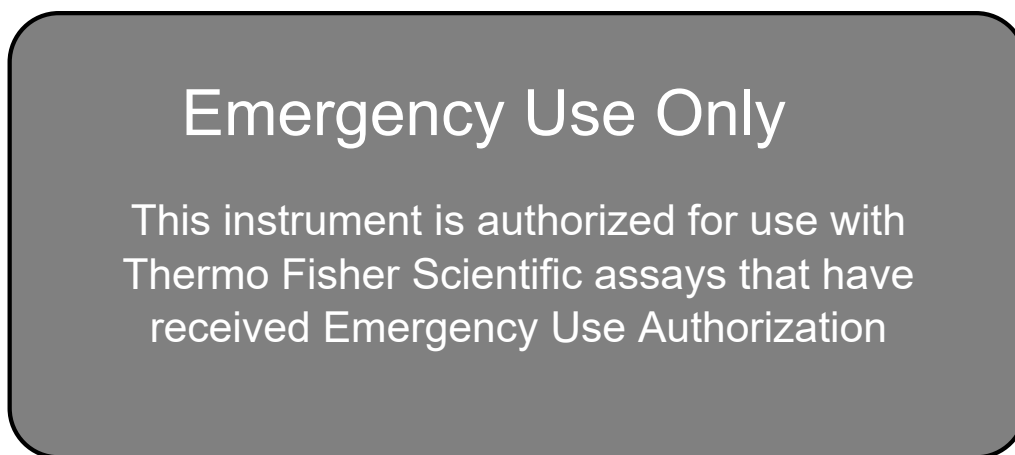 Emergency Use Only
This instrument is authorized for use with
Thermo Fisher Scientific assays that have
received Emergency Use Authorization